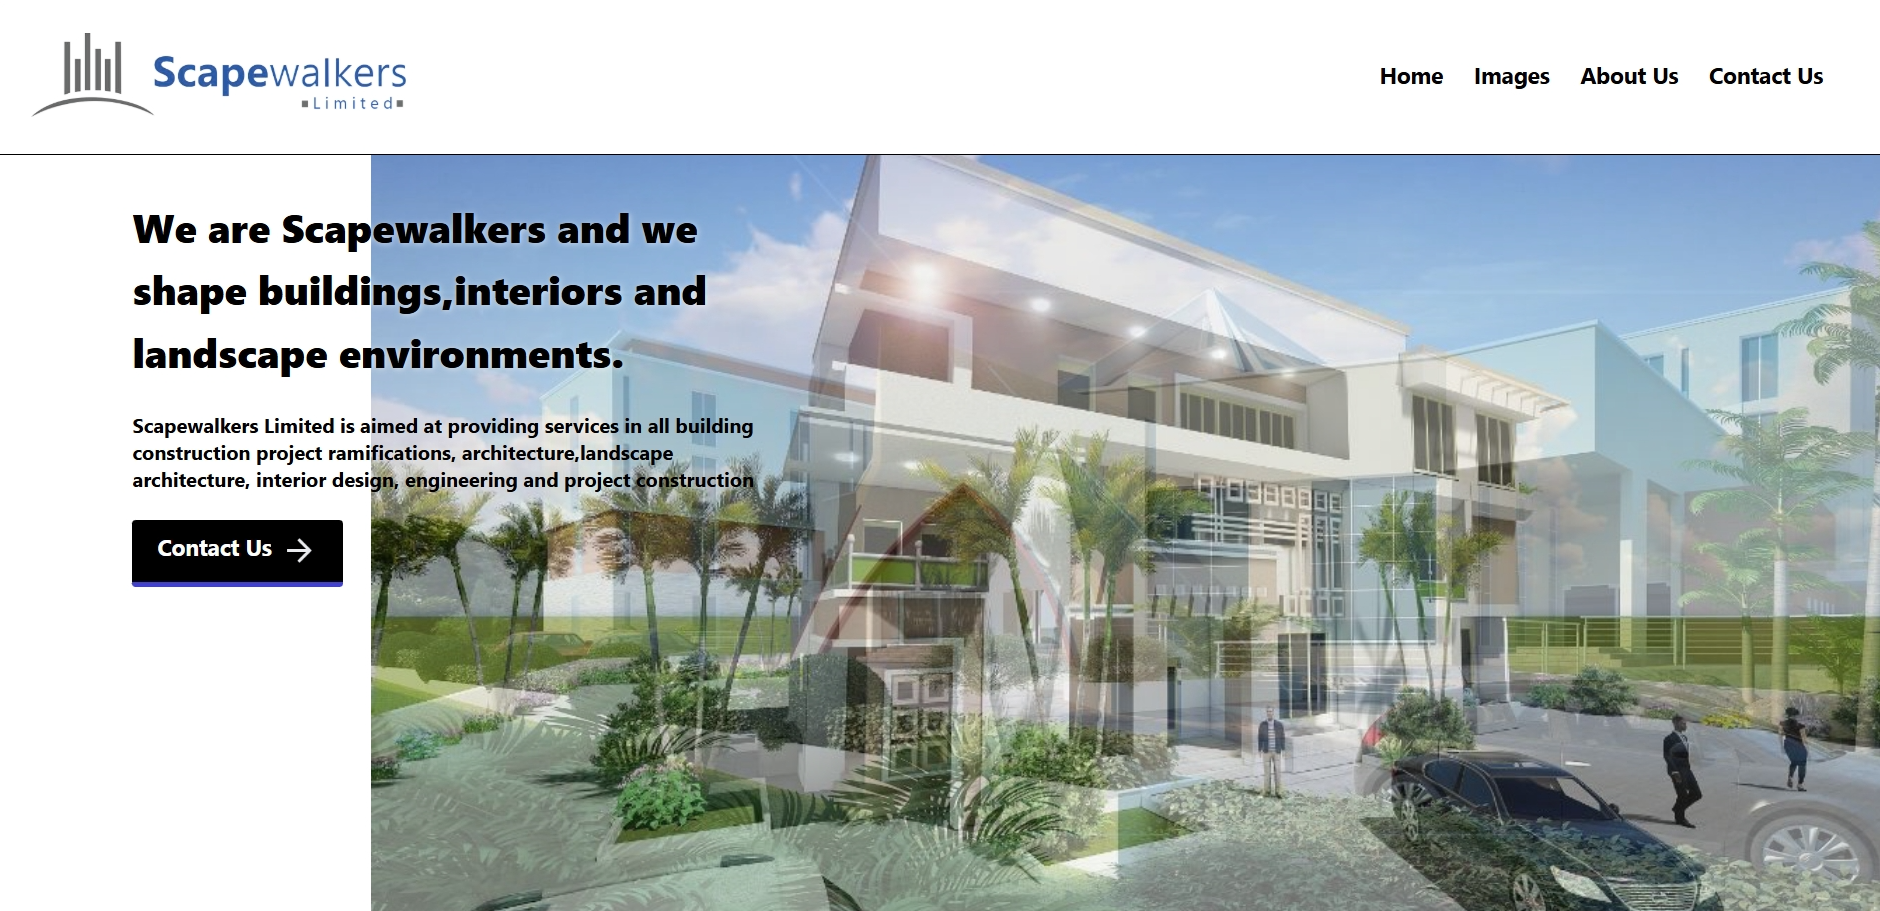 Scapewalkers
Limited
Home Images About Us Contact Us
We are Scapewalkers and we
shape buildings,interiors and
landscape environments.
Scapewalkers Limited is aimed at providing services in all building
construction project ramifications, architecture,landscape
architecture, interior design, engineering and project construction
Contact Us